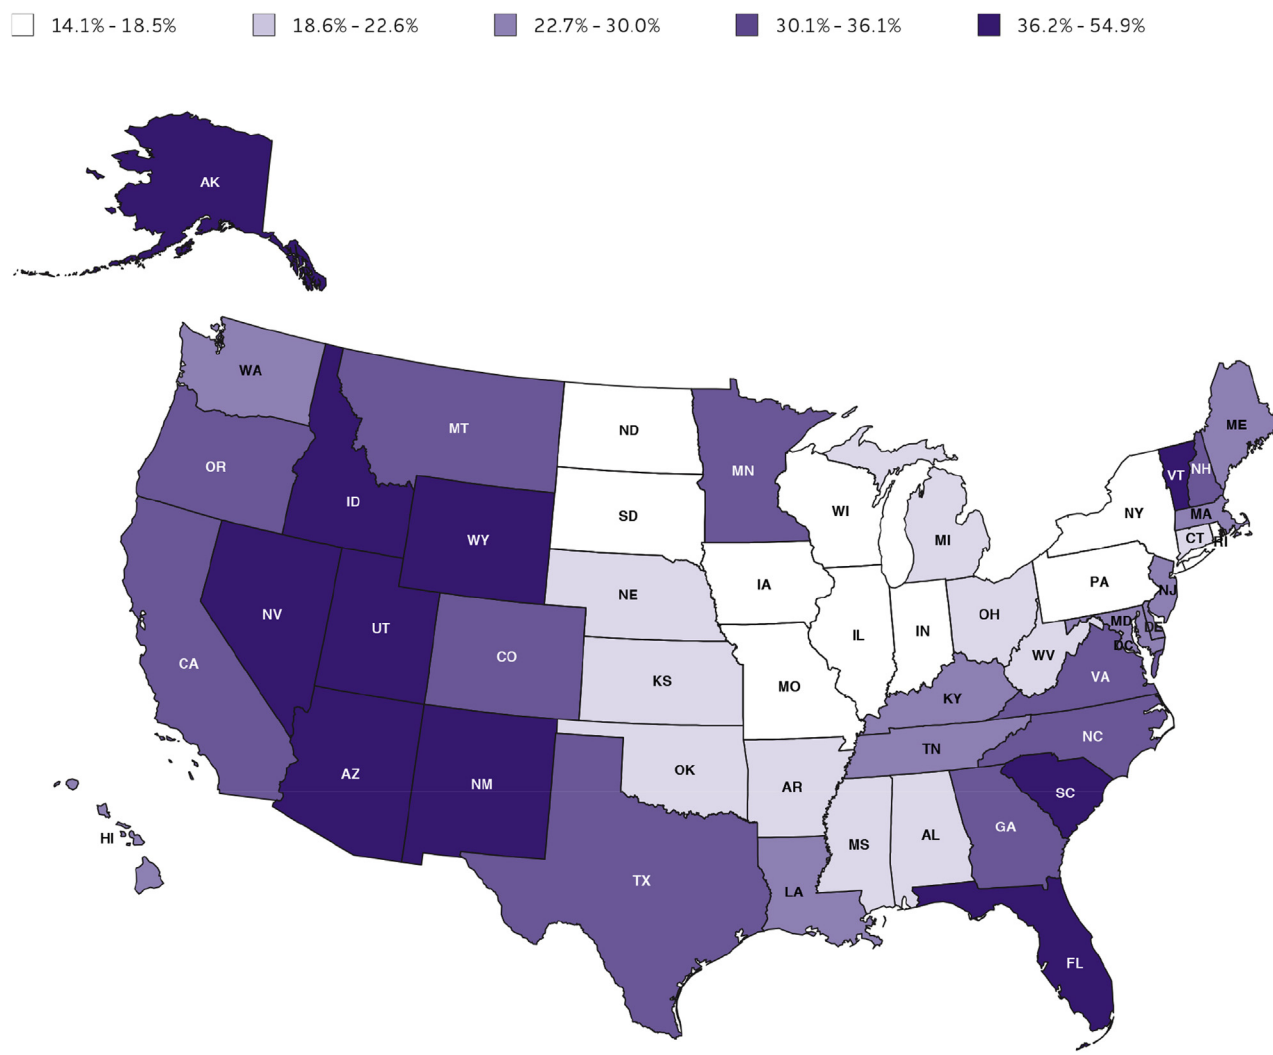 14.1% - 18.5% 18.6% - 22.6% 22.7% - 30.0% 30.1% - 36.1% 36.2% - 54.9%
AK
WA
ME
MT
ND
OR
MN
NH
VT
ID
WI
NY
MA
SD
WY
MI
CT
RI
PA
IA
NE
NJ
NV
OH
MD
DE
UT
IL
IN
DC
CO
WV
CA
KS
VA
MO
KY
NC
TN
AZ
OK
NM
AR
SC
GA
HI
AL
MS
TX
LA
FL